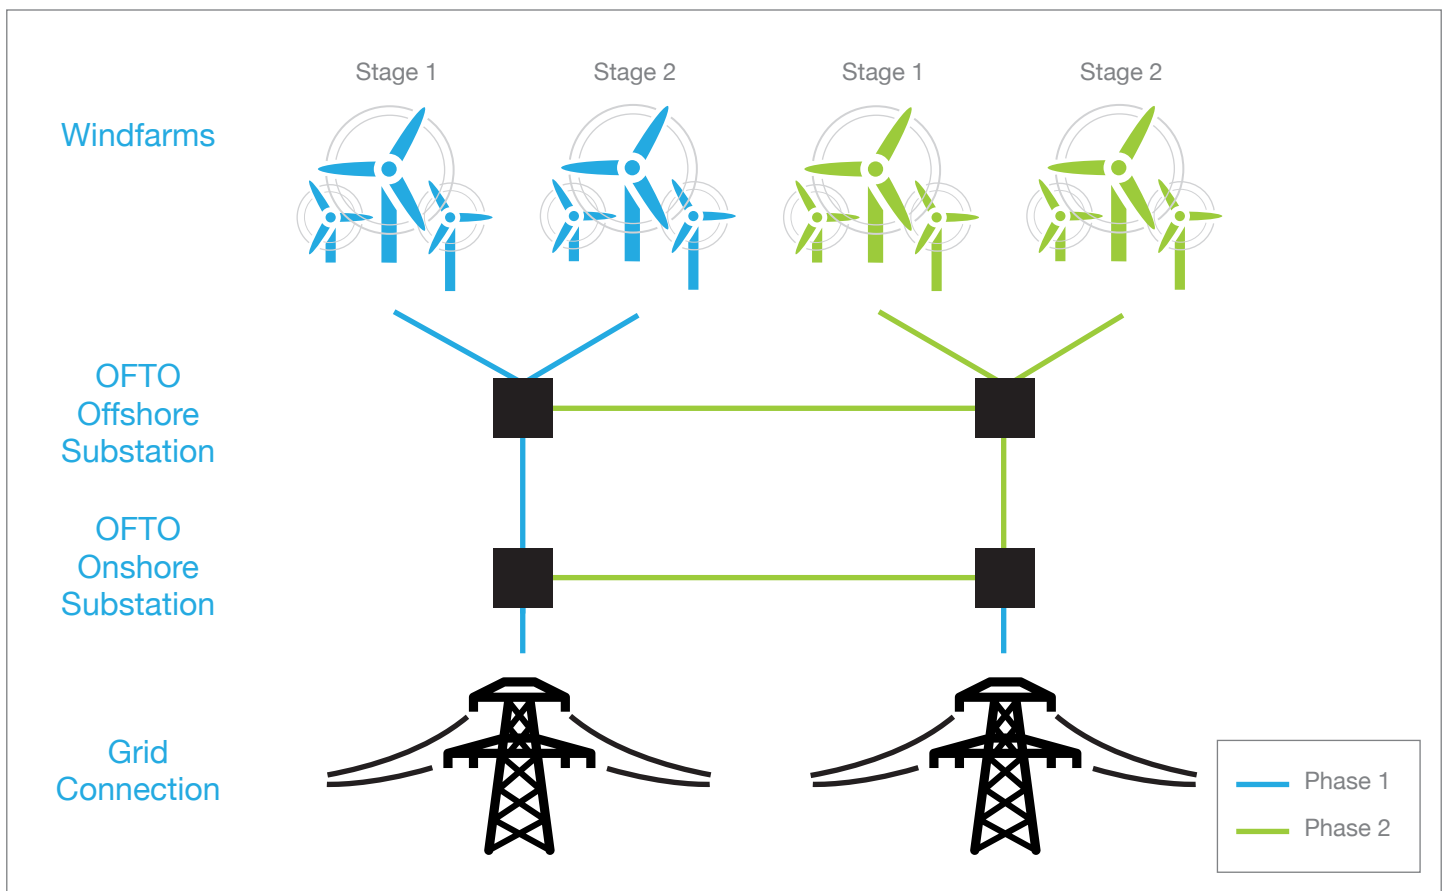 Stage 1
Stage 2
Stage 1
Stage 2
Windfarms
OFTO
Offshore
Substation
OFTO
Onshore
Substation
Grid
Connection
Phase 1
Phase 2